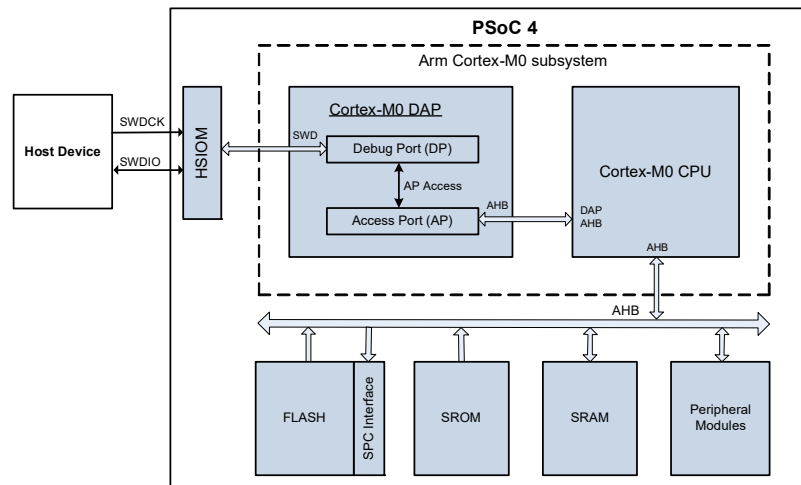 PSoC 4
Arm Cortex-M0 subsystem
Host Device
SWDCK
SWDIO
HSIOM
SWD
Cortex-M0 DAP
Debug Port (DP)
AP Access
Access Port (AP)
AHB
Cortex-M0 CPU
DAP
AHB
AHB
AHB
FLASH
SPC Interface
SROM
SRAM
Peripheral
Modules